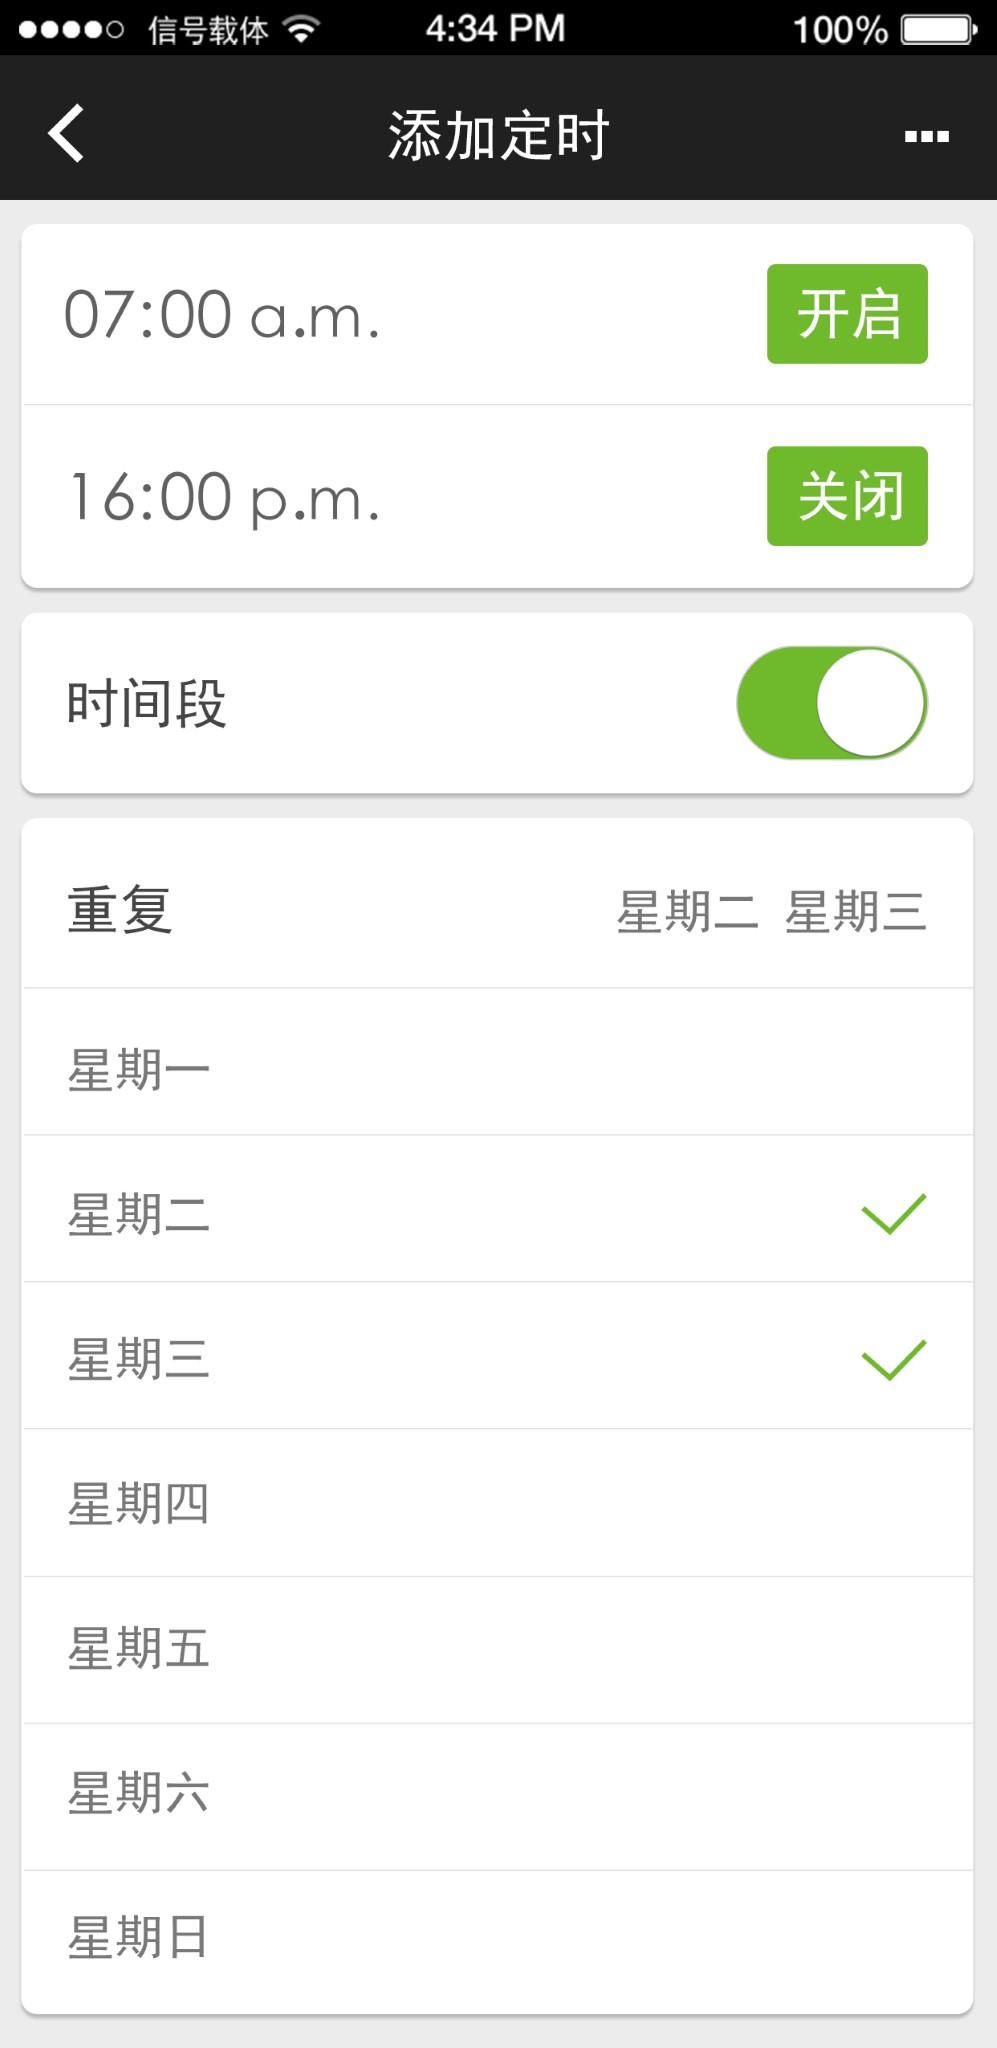 信号载体 4:34 PM 100%
添加定时
07:00 a.m. 开启
16:00 p.m. 关闭
时间段
重复 星期二 星期三
星期一
星期二
星期三
星期四
星期五
星期六
星期日